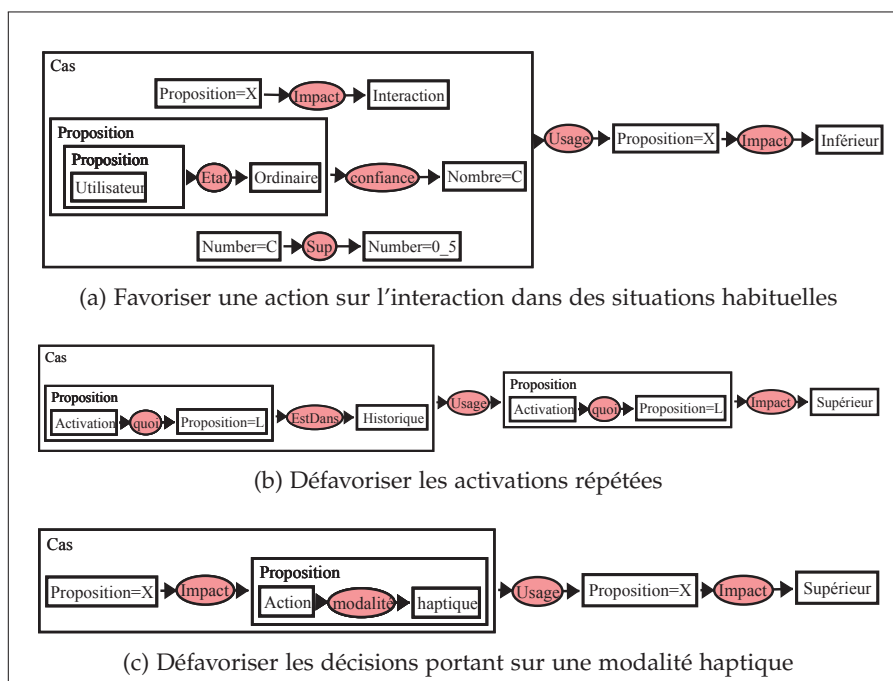 Cas
Proposition=X Impact Interaction
Proposition
Proposition
Utilisateur Etat Ordinaire confiance Nombre=C
Usage Proposition=X Impact Inférieur
Number=C Sup Number=0_5
(a) Favoriser une action sur l'interaction dans des situations habituelles
Cas
Proposition
Activation quoi Proposition=L EstDans Historique
Usage
Proposition
Activation quoi Proposition=L Impact Supérieur
(b) Défavoriser les activations répétées
Cas
Proposition=X Impact
Proposition
Action modalité haptique
Usage Proposition=X Impact Supérieur
(c) Défavoriser les décisions portant sur une modalité haptique